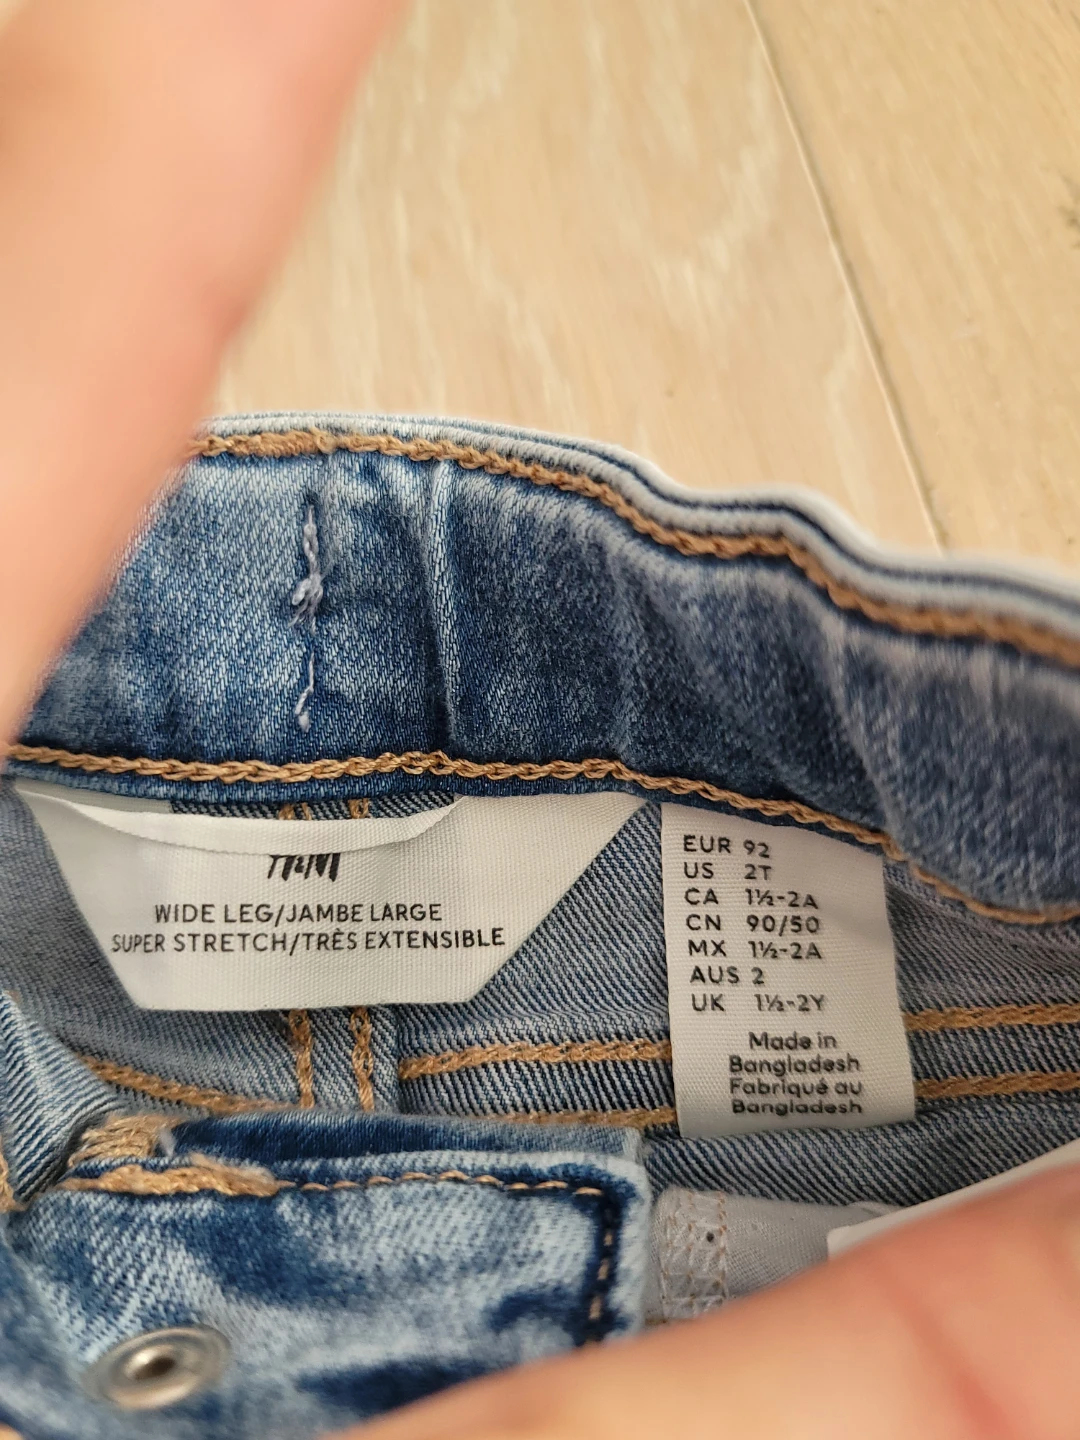 H&M
WIDE LEG/JAMBE LARGE
SUPER STRETCH/TRÈS EXTENSIBLE
EUR 92
US 2T
CA 1½-2A
CN 90/50
MX 1½-2A
AUS 2
UK 1½-2Y
Made in
Bangladesh
Fabriqué au
Bangladesh